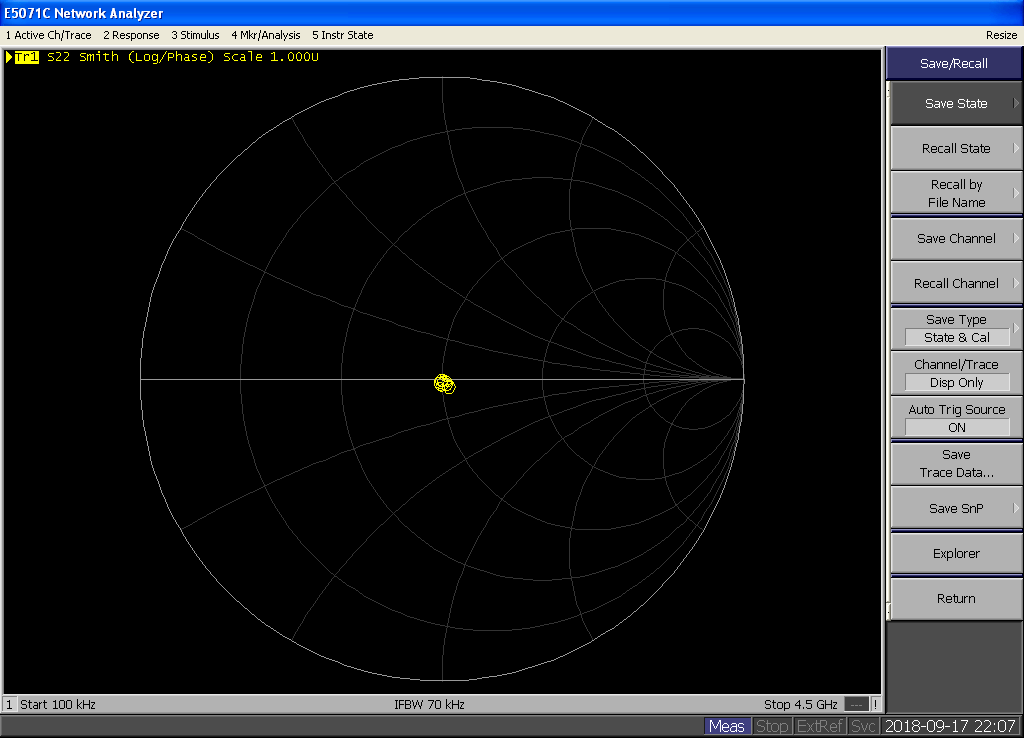 E5071C Network Analyzer
1 Active Ch/Trace 2 Response 3 Stimulus 4 Mkr/Analysis 5 Instr State
Resize
Tr1 S22 Smith (Log/Phase) Scale 1.000U
Save/Recall
Save State
Recall State
Recall by
File Name
Save Channel
Recall Channel
Save Type
State & Cal
Channel/Trace
Disp Only
Auto Trig Source
ON
Save
Trace Data...
Save SnP
Explorer
Return
1 Start 100 kHz
IFBW 70 kHz
Stop 4.5 GHz --- !
Meas Stop ExtRef Svc 2018-09-17 22:07